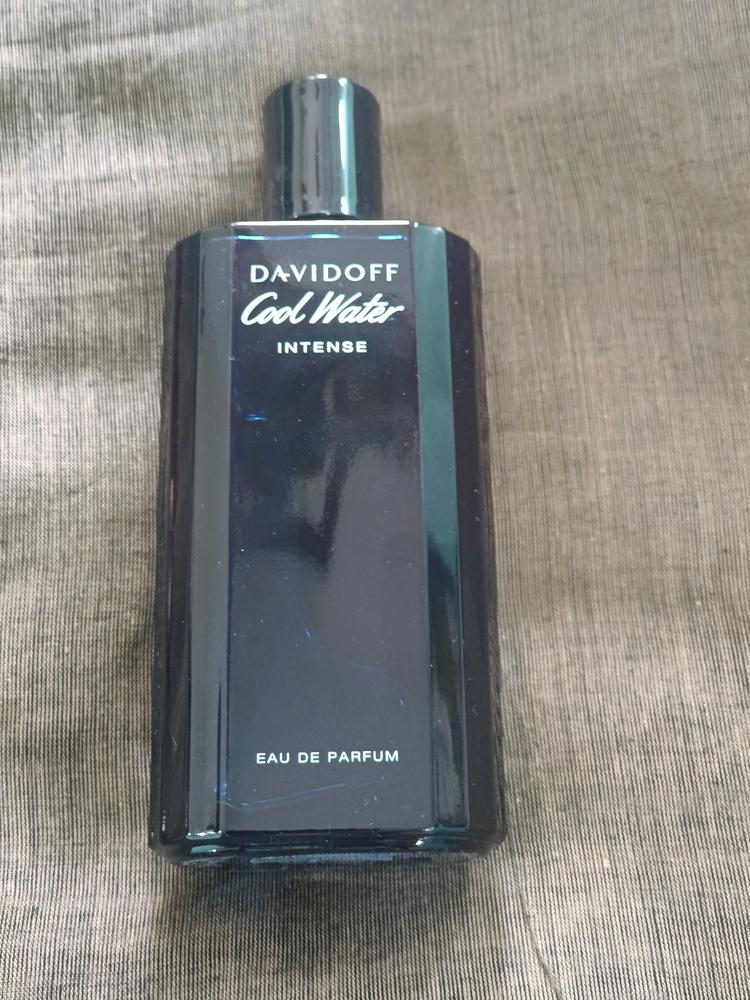 DAVIDOFF
Cool Water
INTENSE
EAU DE PARFUM